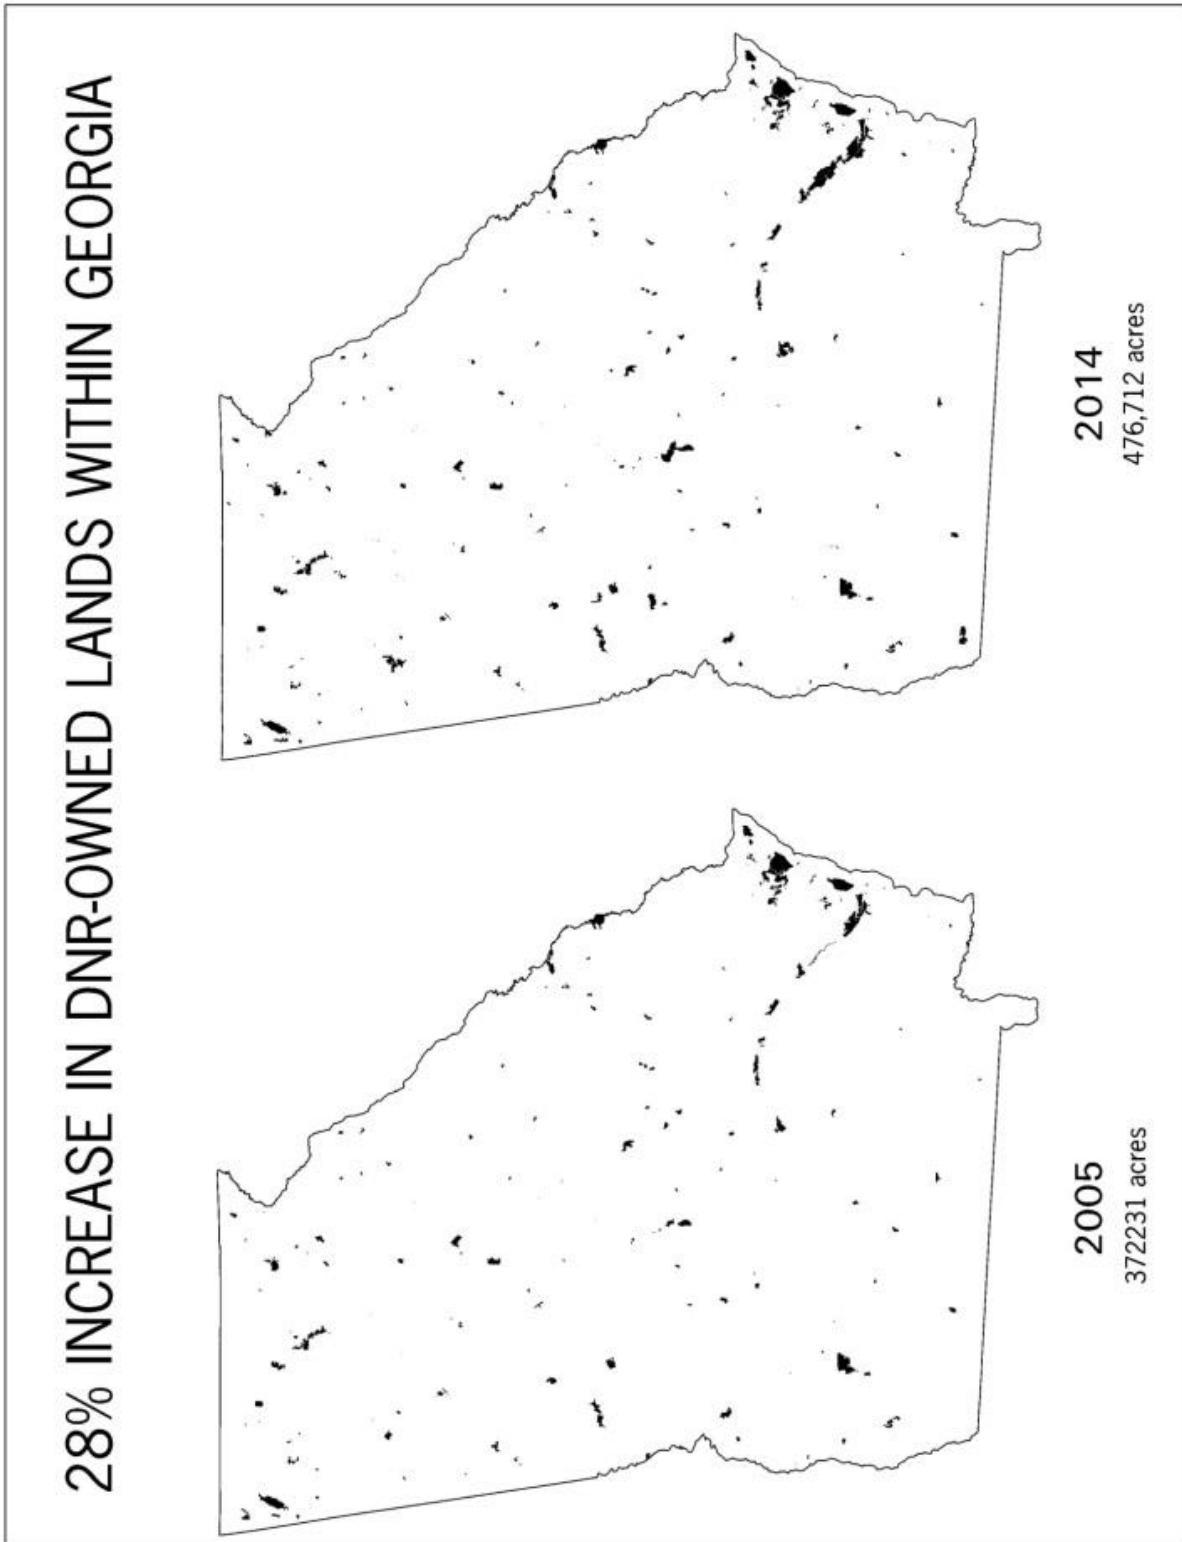 28% INCREASE IN DNR-OWNED LANDS WITHIN GEORGIA
2005
372231 acres
2014
476,712 acres